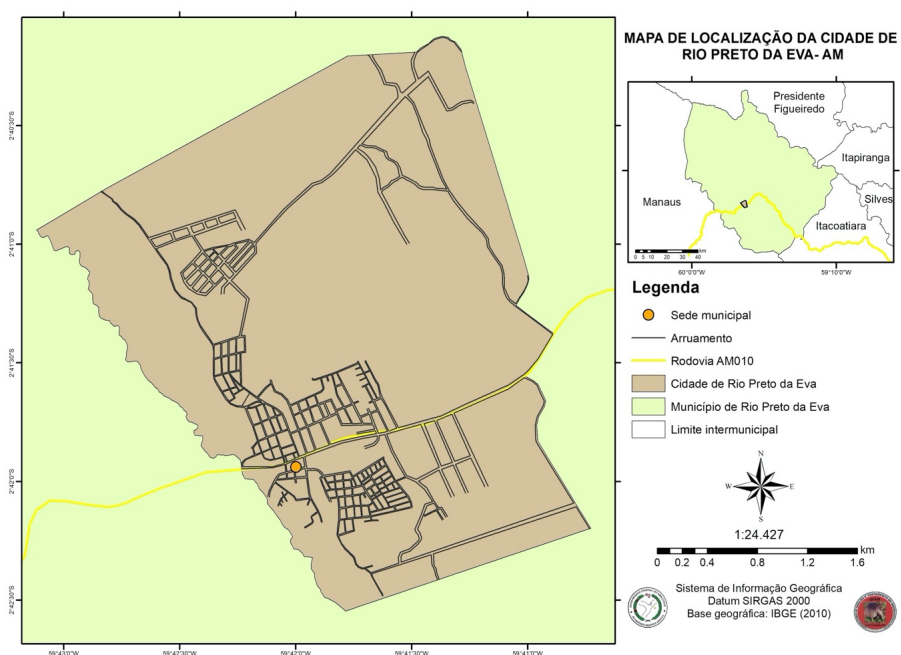 MAPA DE LOCALIZAÇÃO DA CIDADE DE
RIO PRETO DA EVA- AM
Presidente
Figueiredo
Itapiranga
Manaus
Silves
Itacoatiara
0 5 10 20 30 40
km
60°0'0"W
59°10'0"W
Legenda
Sede municipal
Arruamento
Rodovia AM010
Cidade de Rio Preto da Eva
Município de Rio Preto da Eva
Limite intermunicipal
N
W E
S
1:24.427
km
0 0.2 0.4 0.8 1.2 1.6
Sistema de Informação Geográfica
Datum SIRGAS 2000
Base geográfica: IBGE (2010)
2°40'30"S
2°41'0"S
2°41'30"S
2°42'0"S
2°42'30"S
59°43'0"W
59°42'30"W
59°42'0"W
59°41'30"W
59°41'0"W